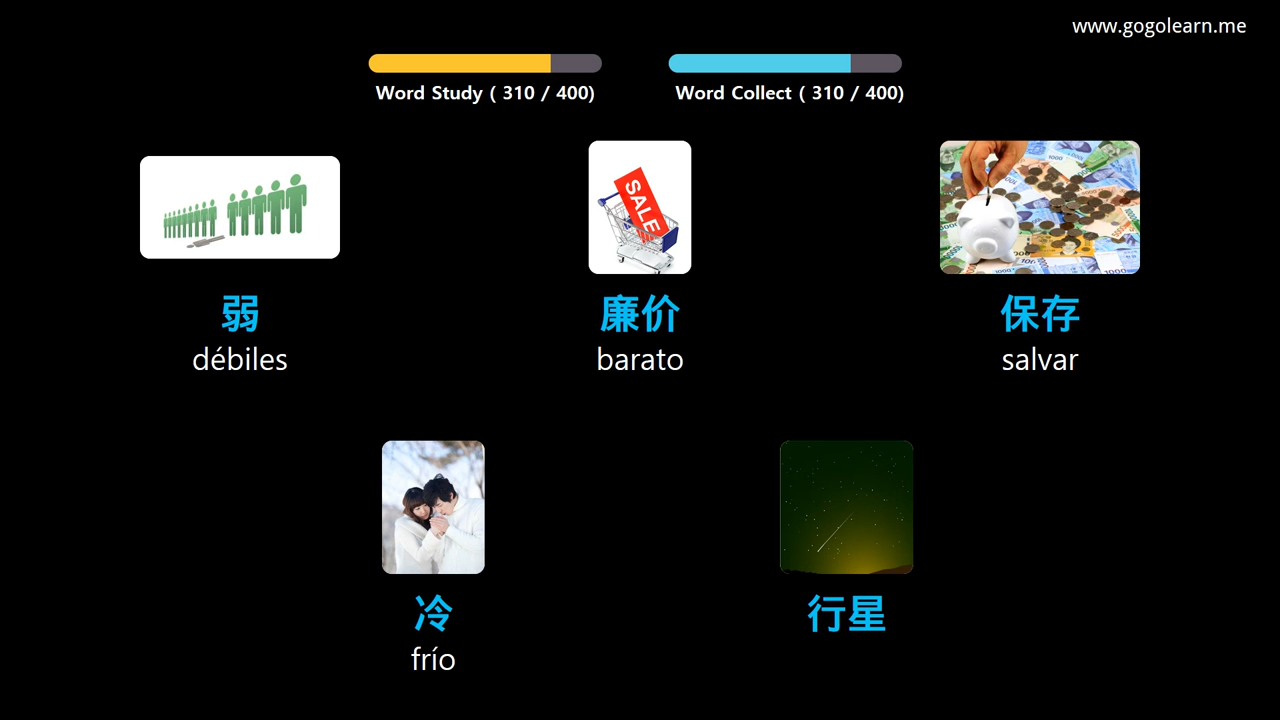 www.gogolearn.me
Word Study ( 310 / 400)
Word Collect ( 310 / 400)
SALE
弱
débiles
廉价
barato
保存
salvar
冷
frío
行星